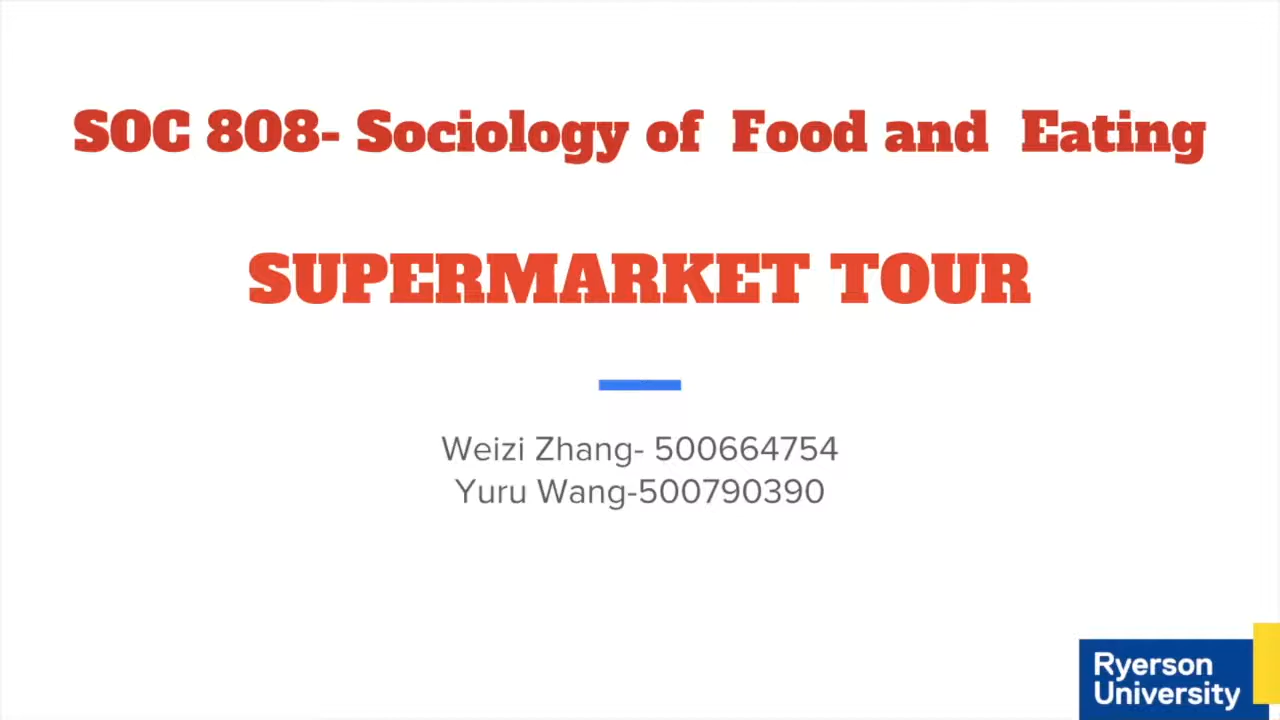 SOC 808- Sociology of Food and Eating
SUPERMARKET TOUR
Weizi Zhang- 500664754
Yuru Wang-500790390
Ryerson
University